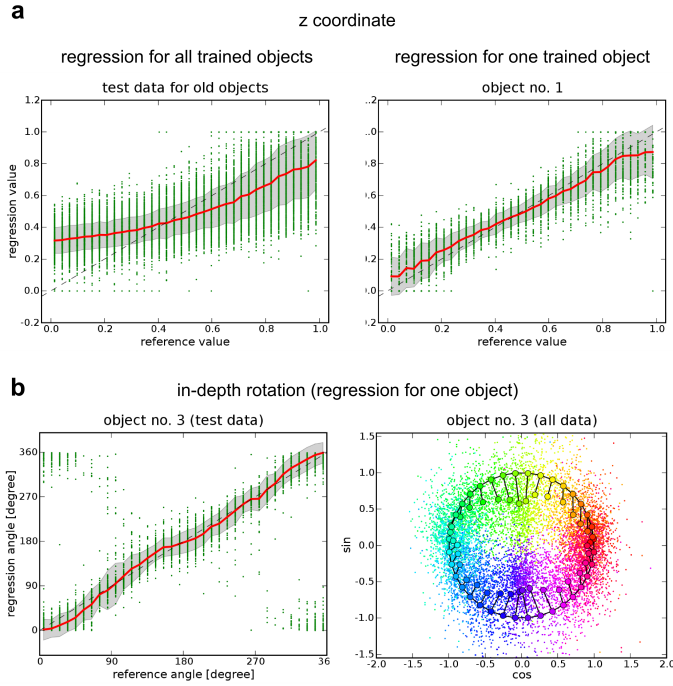 a
z coordinate
regression for all trained objects
regression for one trained object
test data for old objects
object no. 1
1.2
1.0
0.8
0.6
0.4
0.2
0.0
-0.2
regression value
0.0 0.2 0.4 0.6 0.8 1.0
reference value
.2
1.0
0.8
0.6
0.4
0.2
0.0
.2
0.0 0.2 0.4 0.6 0.8 1.0
reference value
b
in-depth rotation (regression for one object)
object no. 3 (test data)
object no. 3 (all data)
360
270
180
90
0
regression angle [degree]
0 90 180 270 36
reference angle [degree]
1.5
1.0
0.5
0.0
-0.5
-1.0
-1.5
sin
-2.0 -1.5 -1.0 -0.5 0.0 0.5 1.0 1.5 2.0
cos